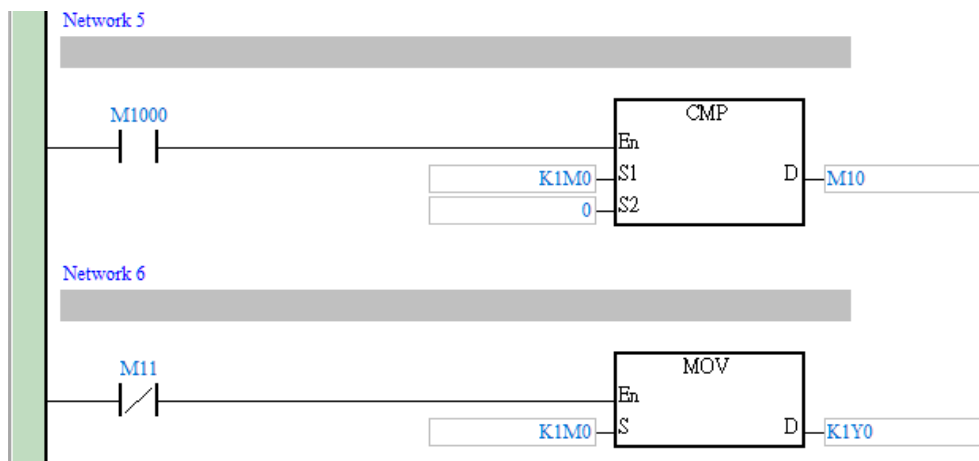 Network 5
M1000
CMP
En
K1M0 S1 D M10
0 S2
Network 6
M11
MOV
En
K1M0 S D K1Y0